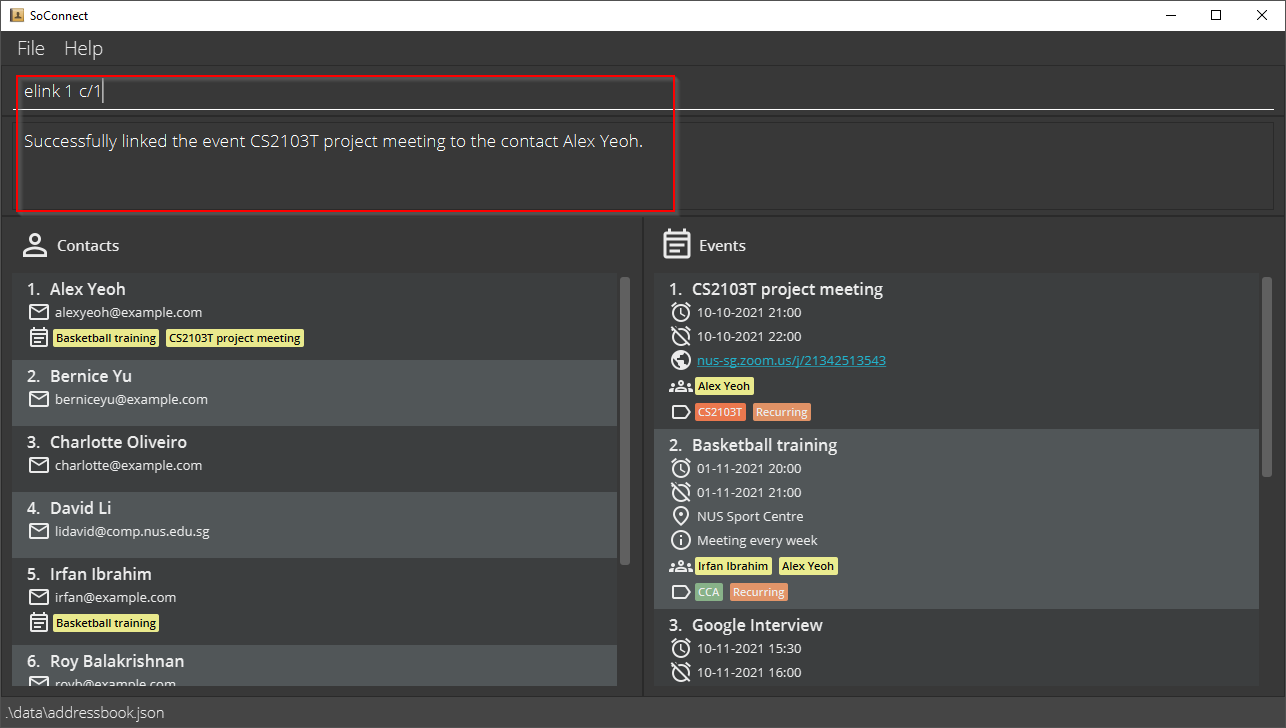 SoConnect
File Help
elink 1 c/1
Successfully linked the event CS2103T project meeting to the contact Alex Yeoh.
Contacts
1. Alex Yeoh
alexyeoh@example.com
Basketball training CS2103T project meeting
2. Bernice Yu
berniceyu@example.com
3. Charlotte Oliveiro
charlotte@example.com
4. David Li
lidavid@comp.nus.edu.sg
5. Irfan Ibrahim
irfan@example.com
Basketball training
6. Roy Balakrishnan
royb@example.com
Events
1. CS2103T project meeting
10-10-2021 21:00
10-10-2021 22:00
nus-sg.zoom.us/j/21342513543
Alex Yeoh
CS2103T Recurring
2. Basketball training
01-11-2021 20:00
01-11-2021 21:00
NUS Sport Centre
Meeting every week
Irfan Ibrahim Alex Yeoh
CCA Recurring
3. Google Interview
10-11-2021 15:30
10-11-2021 16:00
.\data\addressbook.json